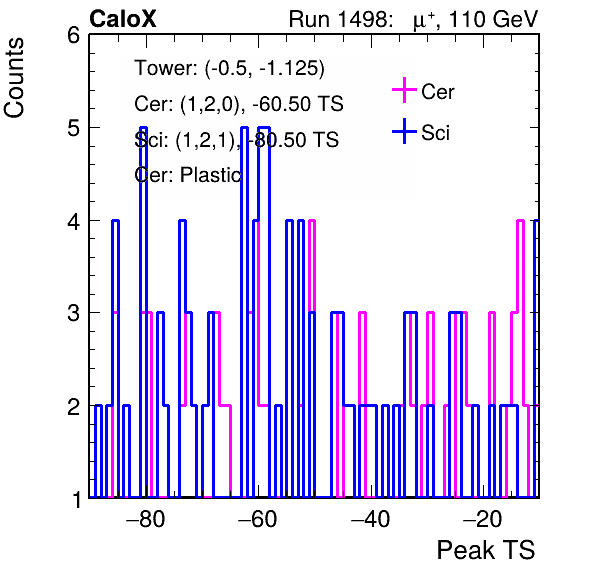 CaloX Run 1498: μ⁺, 110 GeV
Counts
Tower: (-0.5, -1.125)
Cer: (1,2,0), -60.50 TS
Sci: (1,2,1), -80.50 TS
Cer: Plastic
Cer
Sci
6
5
4
3
2
1
−80 −60 −40 −20
Peak TS